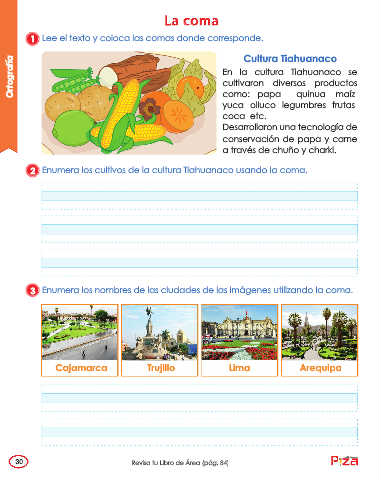 La coma
Ortografía
1 Lee el texto y coloca las comas donde corresponde.
Cultura Tiahuanaco
En la cultura Tiahuanaco se
cultivaron diversos productos
como: papa quinua maíz
yuca olluco legumbres frutas
coca etc.
Desarrollaron una tecnología de
conservación de papa y carne
a través de chuño y charki.
2 Enumera los cultivos de la cultura Tiahuanaco usando la coma.
3 Enumera los nombres de las ciudades de las imágenes utilizando la coma.
Cajamarca
Trujillo
Lima
Arequipa
30
Revisa tu Libro de Área (pág. 84)